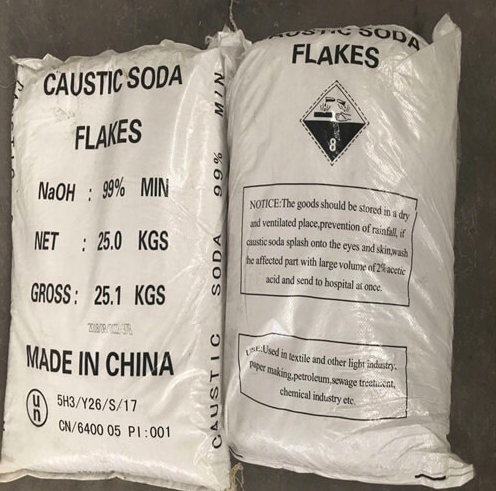 CAUSTIC SODA
FLAKES
NaOH : 99% MIN
NET : 25.0 KGS
GROSS: 25.1 KGS
MADE IN CHINA
un
5H3/Y26/S/17
CN/6400 05 PI:001
CAUSTIC SODA 99% MIN
CAUSTIC SODA
FLAKES
8
NOTICE:The goods should be stored in a dry
and ventilated place,prevention of rainfall, if
caustic soda splash onto the eyes and skin,wash
he affected part with large volume of 2% acetic
acid and send to hospital at once.
USE:Used in textile and other light industry.
paper making,petroleum,sewage treatment,
chemical industry etc.